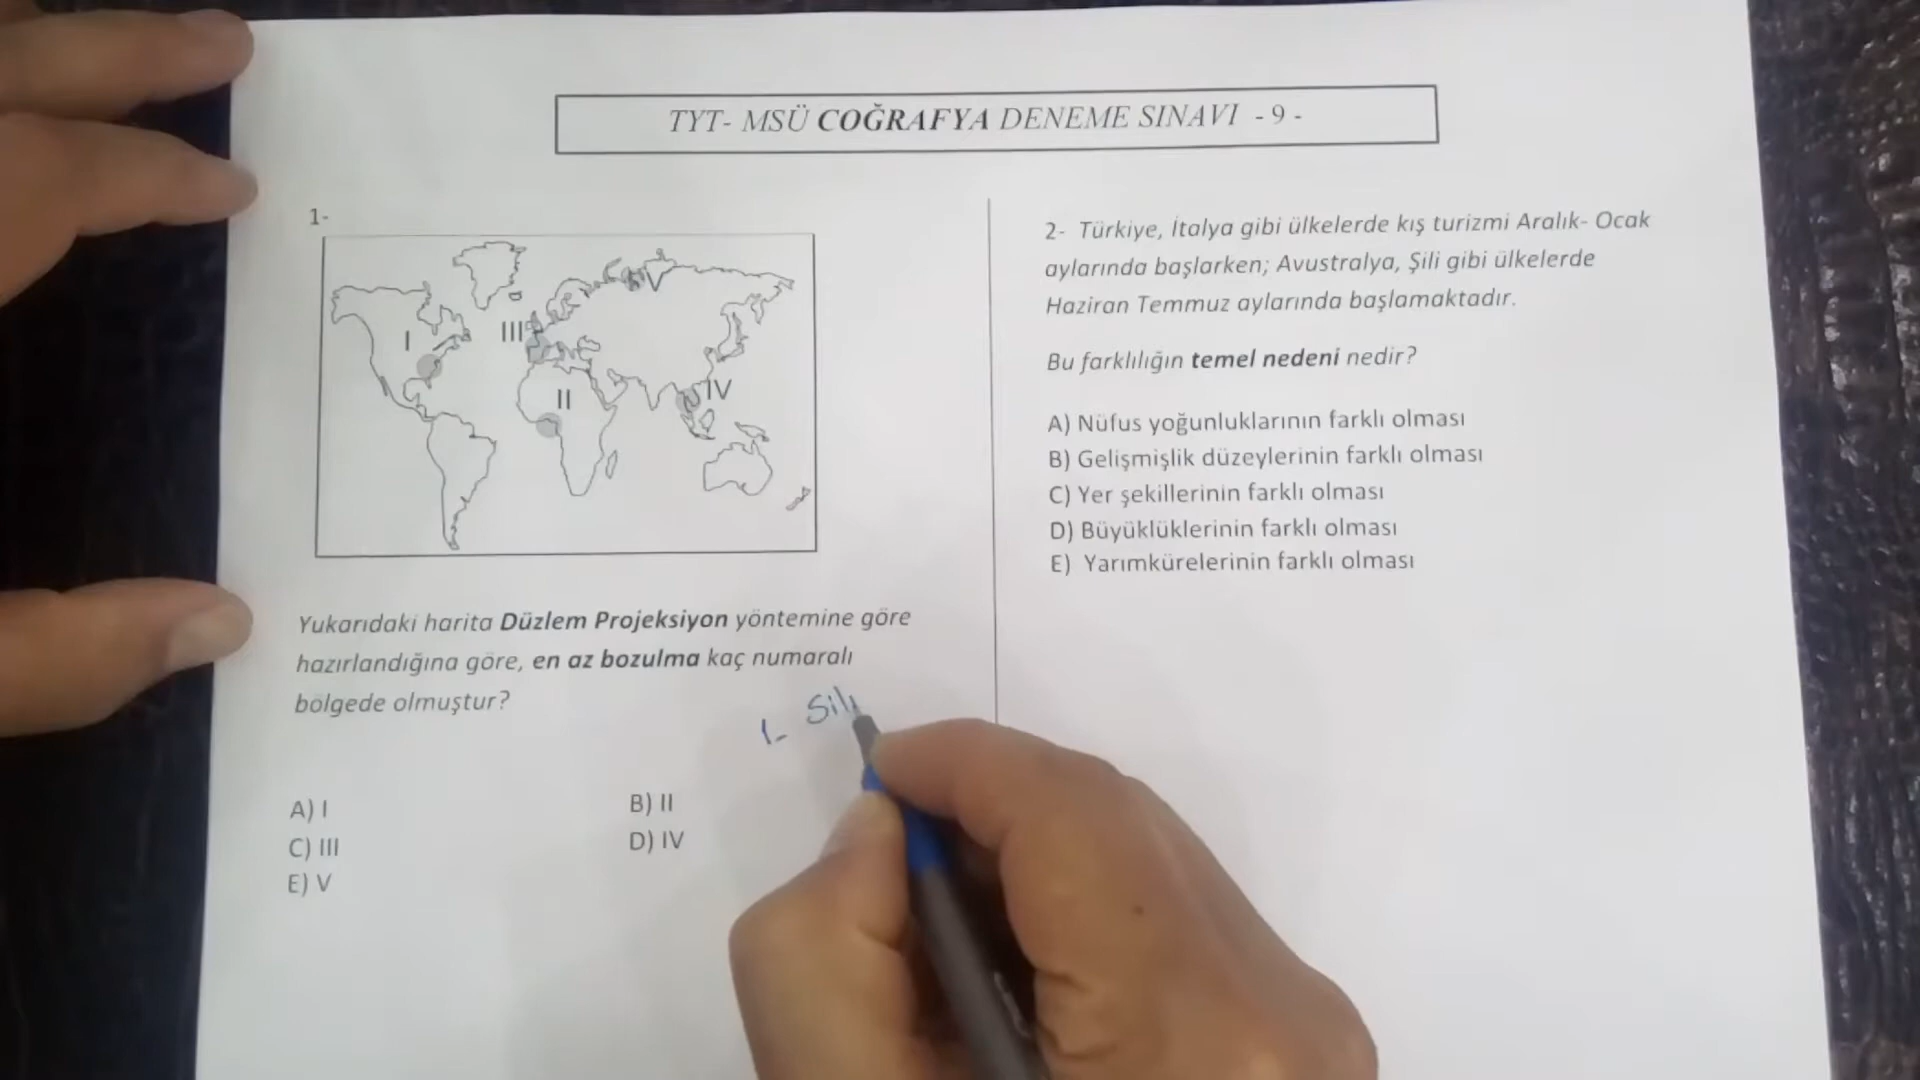 TYT- MSÜ COĞRAFYA DENEME SINAVI - 9 -
1-
I
II
III
IV
V
Yukarıdaki harita Düzlem Projeksiyon yöntemine göre
hazırlandığına göre, en az bozulma kaç numaralı
bölgede olmuştur?
1- Sili
A) I
B) II
C) III
D) IV
E) V
2- Türkiye, İtalya gibi ülkelerde kış turizmi Aralık- Ocak
aylarında başlarken; Avustralya, Şili gibi ülkelerde
Haziran Temmuz aylarında başlamaktadır.
Bu farklılığın temel nedeni nedir?
A) Nüfus yoğunluklarının farklı olması
B) Gelişmişlik düzeylerinin farklı olması
C) Yer şekillerinin farklı olması
D) Büyüklüklerinin farklı olması
E) Yarımkürelerinin farklı olması